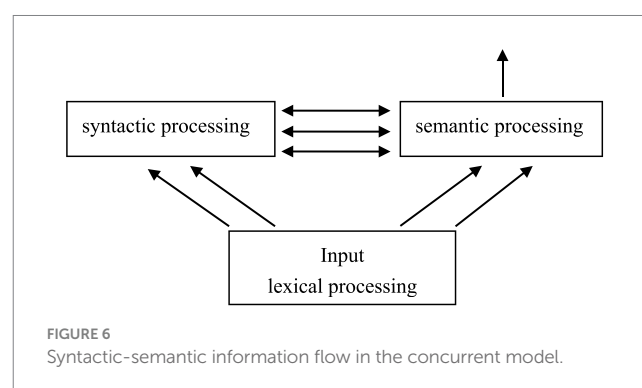 syntactic processing
semantic processing
Input
lexical processing
FIGURE 6
Syntactic-semantic information flow in the concurrent model.